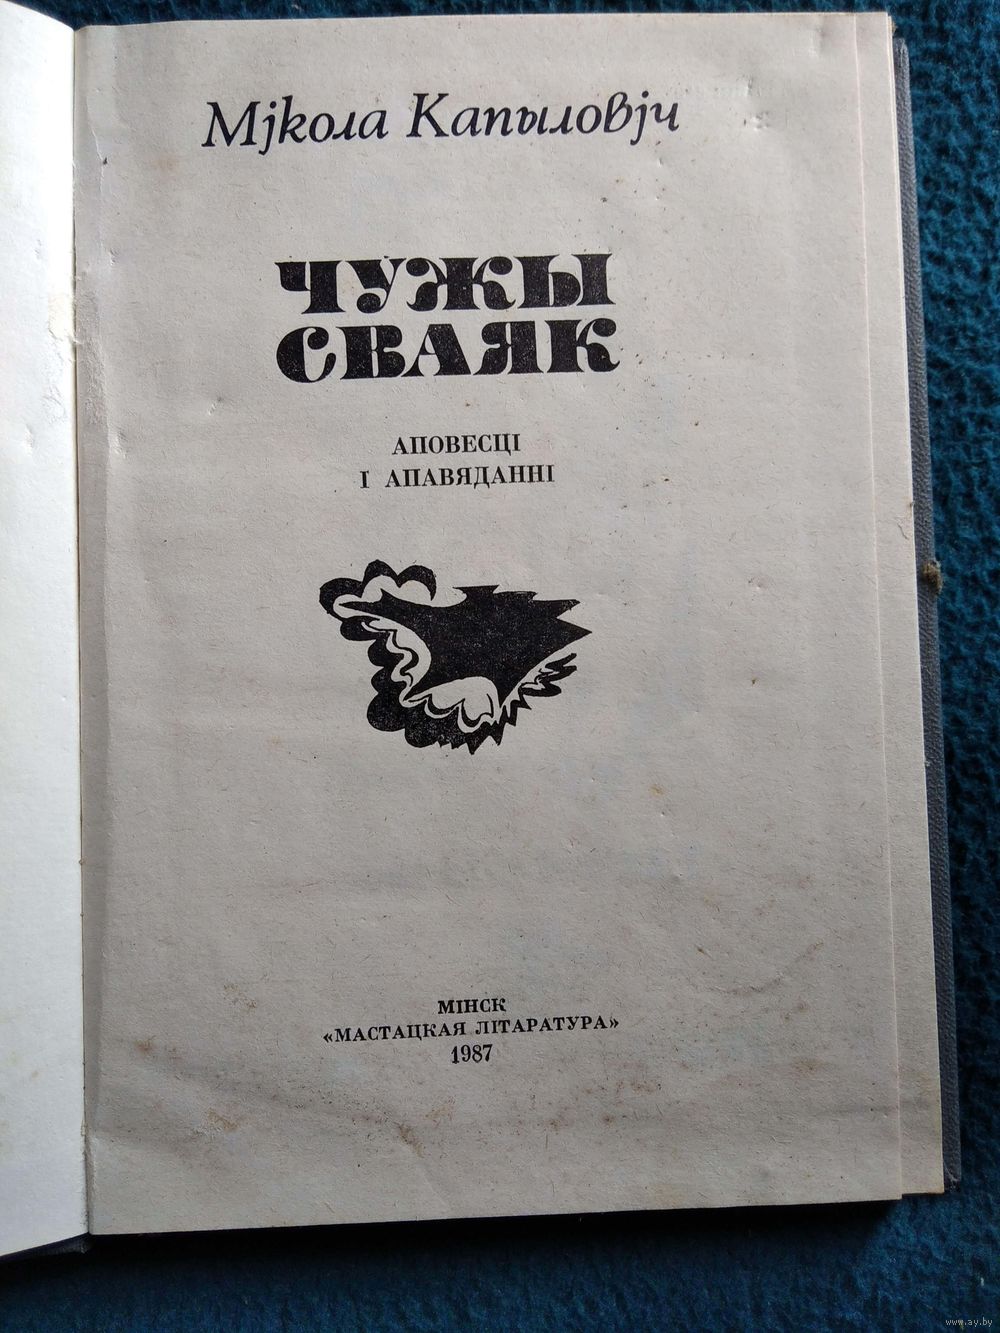 Мікола Капыловіч
ЧУЖЫ
СВАЯК
АПОВЕСЦІ
І АПАВЯДАННІ
МІНСК
«МАСТАЦКАЯ ЛІТАРАТУРА»
1987
www.ay.by